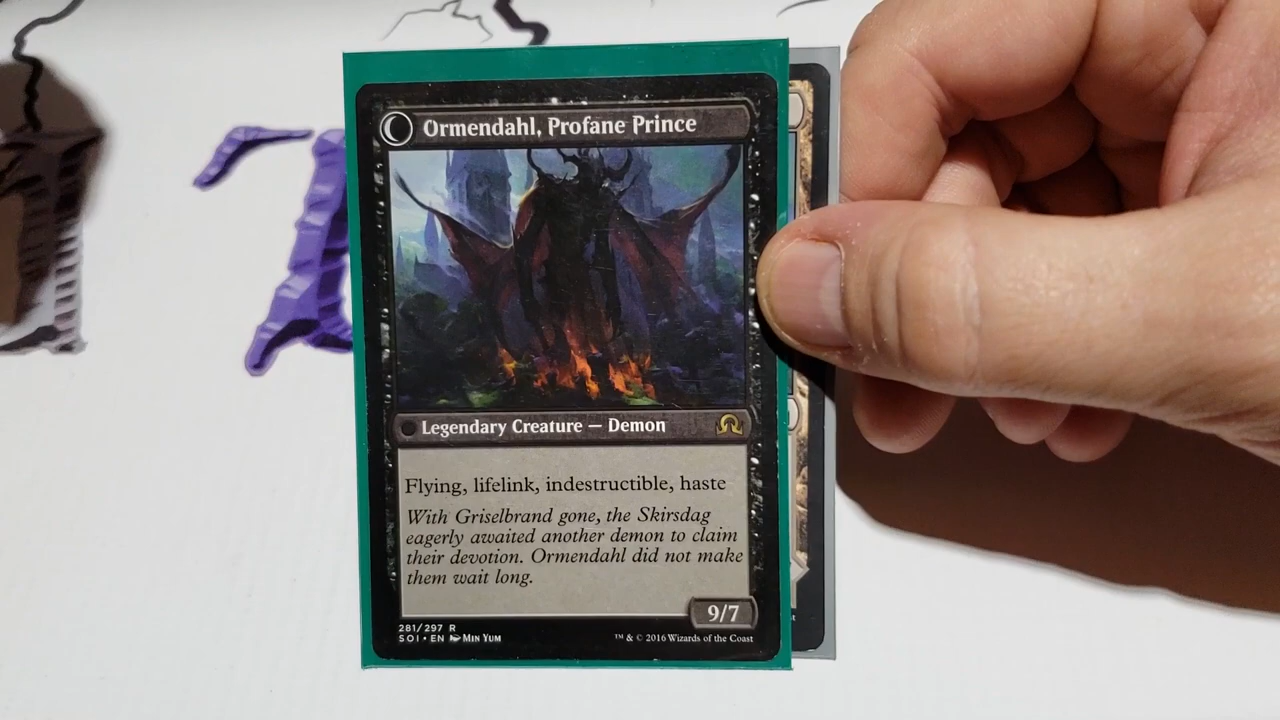 Ormendahl, Profane Prince
Legendary Creature — Demon
Flying, lifelink, indestructible, haste
With Griselbrand gone, the Skirsdag
eagerly awaited another demon to claim
their devotion. Ormendahl did not make
them wait long.
9/7
281/297 R
SOI • EN Min Yum
™ & © 2016 Wizards of the Coast